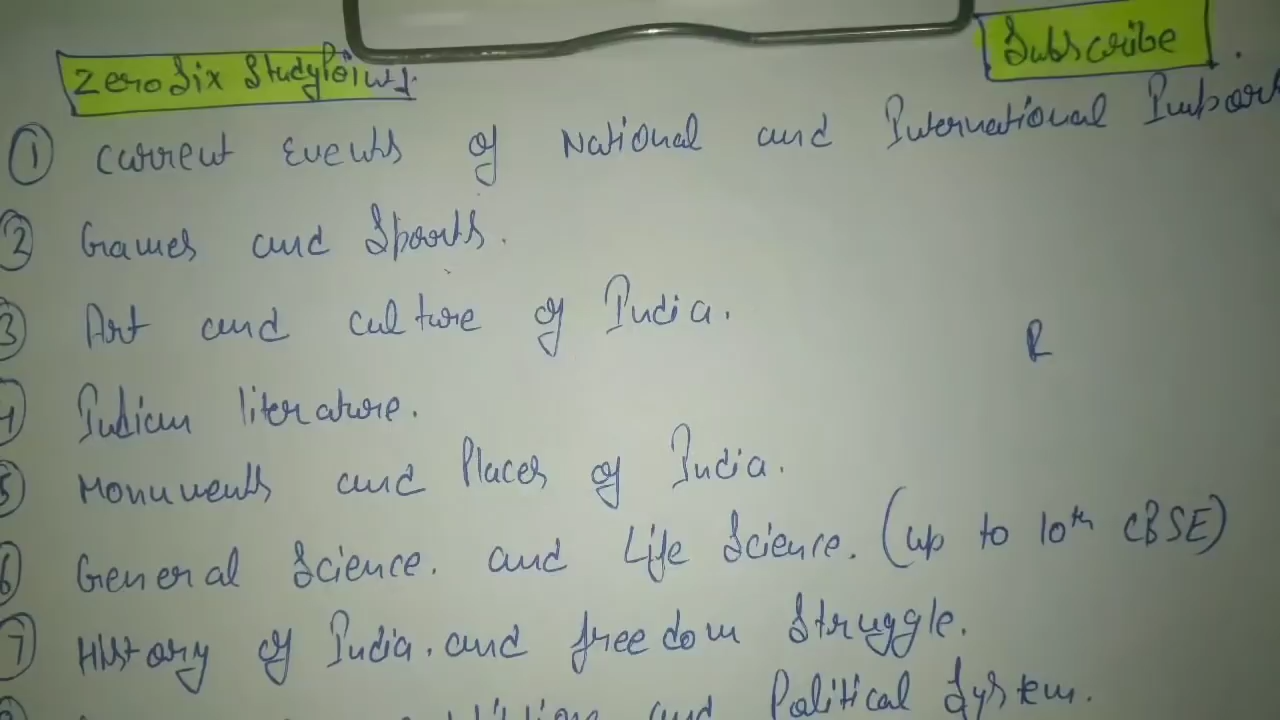 Zero Six StudyPoint.
Subscribe
① Current Events of National and International
② Games and Sports.
③ Art and culture of India.
R
4 Indian literature.
5 Monuments and Places of India.
6 General Science. and Life Science. (up to 10th CBSE)
7 History of India. and freedom Struggle.
and Political System.